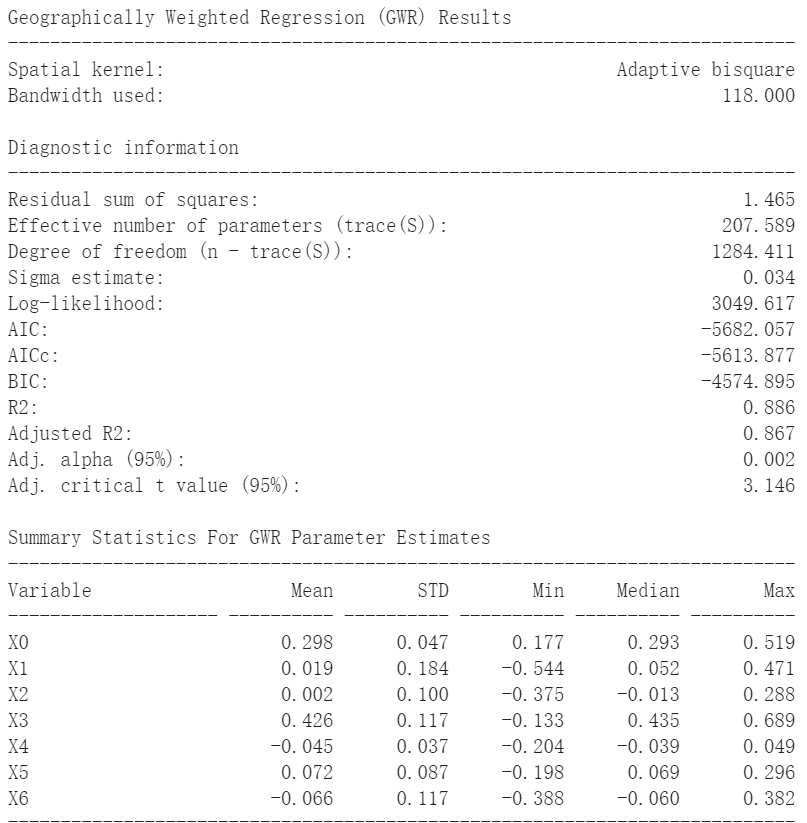 Geographically Weighted Regression (GWR) Results
---------------------------------------------------------------------------
Spatial kernel:                                           Adaptive bisquare
Bandwidth used:                                                     118.000

Diagnostic information
---------------------------------------------------------------------------
Residual sum of squares:                                              1.465
Effective number of parameters (trace(S)):                          207.589
Degree of freedom (n - trace(S)):                                  1284.411
Sigma estimate:                                                       0.034
Log-likelihood:                                                    3049.617
AIC:                                                              -5682.057
AICc:                                                             -5613.877
BIC:                                                              -4574.895
R2:                                                                   0.886
Adjusted R2:                                                          0.867
Adj. alpha (95%):                                                     0.002
Adj. critical t value (95%):                                          3.146

Summary Statistics For GWR Parameter Estimates
---------------------------------------------------------------------------
Variable                   Mean        STD        Min     Median        Max
-------------------- ---------- ---------- ---------- ---------- ----------
X0                        0.298      0.047      0.177      0.293      0.519
X1                        0.019      0.184     -0.544      0.052      0.471
X2                        0.002      0.100     -0.375     -0.013      0.288
X3                        0.426      0.117     -0.133      0.435      0.689
X4                       -0.045      0.037     -0.204     -0.039      0.049
X5                        0.072      0.087     -0.198      0.069      0.296
X6                       -0.066      0.117     -0.388     -0.060      0.382
---------------------------------------------------------------------------